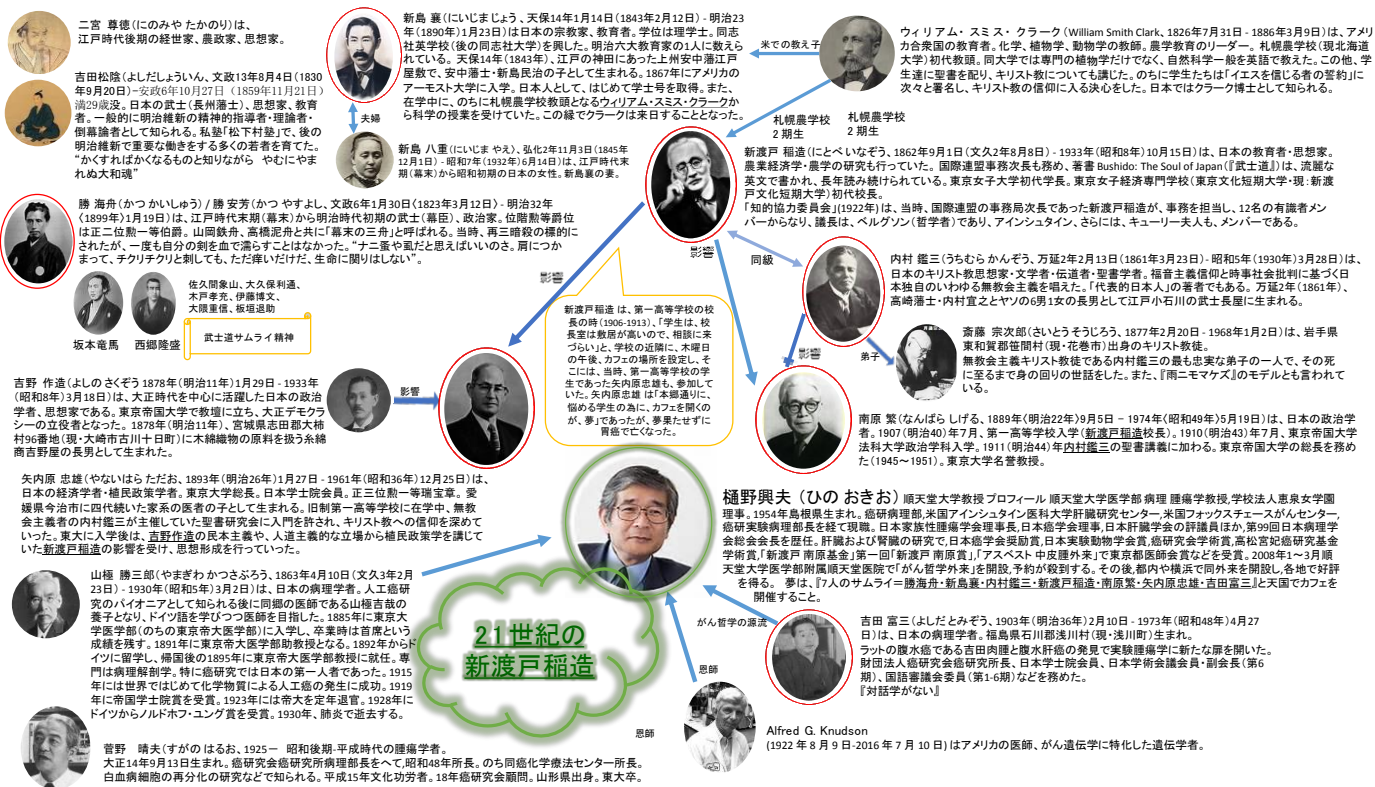 二宮 尊徳(にのみや たかのり)は、
江戸時代後期の経世家、農政家、思想家。
吉田松陰(よしだしょういん、文政13年8月4日(1830
年9月20日)-安政6年10月27日(1859年11月21日)
満29歳没。日本の武士(長州藩士)、思想家、教育
者。一般的に明治維新の精神的指導者・理論者・
倒幕論者として知られる。私塾「松下村塾」で、後の
明治維新で重要な働きをする多くの若者を育てた。
“かくすればかくなるものと知りながら やむにやま
れぬ大和魂”
新島 襄(にいじま じょう、天保14年1月14日(1843年2月12日) - 明治23
年(1890年)1月23日)は日本の宗教家、教育者。学位は理学士。同志
社英学校(後の同志社大学)を興した。明治六大教育家の1人に数えら
れている。 天保14年(1843年)、江戸の神田にあった上州安中藩江戸
屋敷で、安中藩士・新島民治の子として生まれる。1867年にアメリカの
アーモスト大学に入学。日本人として、はじめて学士号を取得。また、
在学中に、のちに札幌農学校教頭となるウィリアム・スミス・クラークか
ら科学の授業を受けていた。この縁でクラークは来日することとなった。
夫婦
新島 八重(にいじま やえ)、弘化2年11月3日(1845年
12月1日) - 昭和7年(1932年)6月14日)は、江戸時代末
期(幕末)から昭和初期の日本の女性。新島襄の妻。
米での教え子
ウィリアム・スミス・クラーク(William Smith Clark、1826年7月31日 - 1886年3月9日)は、アメリ
カ合衆国の教育者。化学、植物学、動物学の教師。農学教育のリーダー。 札幌農学校(現北海道
大学)初代教頭。同大学では専門の植物学だけでなく、自然科学一般を英語で教えた。この他、学
生達に聖書を配り、キリスト教についても講じた。のちに学生たちは「イエスを信じる者の誓約」に
次々と署名し、キリスト教の信仰に入る決心をした。日本ではクラーク博士として知られる。
札幌農学校
2 期生
札幌農学校
2 期生
新渡戸 稲造(にとべ いなぞう、1862年9月1日(文久2年8月8日) - 1933年(昭和8年)10月15日)は、日本の教育者・思想家。
農業経済学・農学の研究も行っていた。 国際連盟事務次長も務め、著書 Bushido: The Soul of Japan(『武士道』)は、流麗な
英文で書かれ、長年読み続けられている。東京女子大学初代学長。東京女子経済専門学校(東京文化短期大学・現:新渡
戸文化短期大学)初代校長。
「知的協力委員会」(1922年)は、当時、国際連盟の事務局次長であった新渡戸稲造が、事務を担当し、12名の有識者メン
バーからなり、議長は、ベルグソン(哲学者)であり、アインシュタイン、さらには、キューリー夫人も、メンバーである。
勝 海舟(かつ かいしゅう) / 勝 安芳(かつ やすよし、文政6年1月30日(1823年3月12日) - 明治32年
(1899年)1月19日)は、江戸時代末期(幕末)から明治時代初期の武士(幕臣)、政治家。位階勲等爵位
は正二位勲一等伯爵。 山岡鉄舟、高橋泥舟と共に「幕末の三舟」と呼ばれる。当時、再三暗殺の標的に
されたが、一度も自分の剣を血で濡らすことはなかった。“ナニ蚤や虱だと思えばいいのさ。肩につか
まって、チクリチクリと刺しても、ただ痒いだけだ、生命に関りはしない”。
佐久間象山、大久保利通、
木戸孝充、伊藤博文、
大隈重信、板垣退助
武士道サムライ精神
坂本竜馬 西郷隆盛
影響
影響
同級
内村 鑑三(うちむら かんぞう、万延2年2月13日(1861年3月23日) - 昭和5年(1930年)3月28日)は、
日本のキリスト教思想家・文学者・伝道者・聖書学者。福音主義信仰と時事社会批判に基づく日
本独自のいわゆる無教会主義を唱えた。「代表的日本人」の著者でもある。万延2年(1861年)、
高崎藩士・内村宜之とヤソの6男1女の長男として江戸小石川の武士長屋に生まれる。
新渡戸稲造 は、第一高等学校の校
長の時(1906-1913)、「学生は、校
長室は敷居が高いので、相談に来
づらい」と、学校の近隣に、木曜日
の午後、カフェの場所を設定し、そ
こには、当時、第一高等学校の学
生であった矢内原忠雄も、参加して
いた。矢内原忠雄は「本郷通りに、
悩める学生の為に、カフェを開くの
が、夢」であったが、夢果たせずに
胃癌で亡くなった。
斎藤 宗次郎(さいとう そうじろう、1877年2月20日 - 1968年1月2日)は、岩手県
東和賀郡笹間村(現・花巻市)出身のキリスト教徒。
無教会主義キリスト教徒である内村鑑三の最も忠実な弟子の一人で、その死
に至るまで身の回りの世話をした。また、『雨ニモマケズ』のモデルとも言われて
いる。
影響
弟子
吉野 作造(よしの さくぞう 1878年(明治11年)1月29日 - 1933年
(昭和8年)3月18日)は、大正時代を中心に活躍した日本の政治
学者、思想家である。東京帝国大学で教壇に立ち、大正デモクラ
シーの立役者となった。 1878年(明治11年)、宮城県志田郡大柿
村96番地(現・大崎市古川十日町)に木綿織物の原料を扱う糸綿
商吉野屋の長男として生まれた。
影響
南原 繁(なんばら しげる、1889年(明治22年)9月5日 – 1974年(昭和49年)5月19日)は、日本の政治学
者。1907(明治40)年7月、第一高等学校入学(新渡戸稲造校長)。1910(明治43)年7月、東京帝国大学
法科大学政治学科入学。1911(明治44)年内村鑑三の聖書講義に加わる。東京帝国大学の総長を務め
た(1945～1951)。東京大学名誉教授。
矢内原 忠雄(やないはら ただお、1893年(明治26年)1月27日 - 1961年(昭和36年)12月25日)は、
日本の経済学者・植民政策学者。東京大学総長。日本学士院会員。正三位勲一等瑞宝章。愛
媛県今治市に四代続いた家系の医者の子として生まれる。旧制第一高等学校に在学中、無教
会主義者の内村鑑三が主催していた聖書研究会に入門を許され、キリスト教への信仰を深めて
いった。東大に入学後は、吉野作造の民本主義や、人道主義的な立場から植民政策学を講じて
いた新渡戸稲造の影響を受け、思想形成を行っていった。
樋野興夫 (ひの おきお) 順天堂大学教授 プロフィール 順天堂大学医学部 病理 腫瘍学教授,学校法人恵泉女学園
理事。1954年島根県生まれ。癌研病理部,米国アインシュタイン医科大学肝臓研究センター,米国フォックスチェースがんセンター,
癌研実験病理部長を経て現職。日本家族性腫瘍学会理事長,日本癌学会理事,日本肝臓学会の評議員ほか,第99回日本病理学
会総会会長を歴任。肝臓および腎臓の研究で,日本癌学会奨励賞,日本実験動物学会賞,癌研究会学術賞,高松宮妃癌研究基金
学術賞,「新渡戸 南原基金」第一回「新渡戸 南原賞」,「アスベスト 中皮腫外来」で東京都医師会賞などを受賞。2008年1～3月順
天堂大学医学部附属順天堂医院で「がん哲学外来」を開設,予約が殺到する。その後,都内や横浜で同外来を開設し,各地で好評
を得る。 夢は、『7人のサムライ＝勝海舟・新島襄・内村鑑三・新渡戸稲造・南原繁・矢内原忠雄・吉田富三』と天国でカフェを
開催すること。
山極 勝三郎(やまぎわ かつさぶろう、1863年4月10日(文久3年2月
23日) - 1930年(昭和5年)3月2日)は、日本の病理学者。人工癌研
究のパイオニアとして知られる後に同郷の医師である山極吉哉の
養子となり、ドイツ語を学びつつ医師を目指した。1885年に東京大
学医学部(のちの東京帝大医学部)に入学し、卒業時は首席という
成績を残す。1891年に東京帝大医学部助教授となる。1892年からド
イツに留学し、帰国後の1895年に東京帝大医学部教授に就任。専
門は病理解剖学。特に癌研究では日本の第一人者であった。1915
年には世界ではじめて化学物質による人工癌の発生に成功。1919
年に帝国学士院賞を受賞。1923年には帝大を定年退官。1928年に
ドイツからノルドホフ・ユング賞を受賞。1930年、肺炎で逝去する。
21世紀の
新渡戸稲造
がん哲学の源流
吉田 富三(よしだ とみぞう、1903年(明治36年)2月10日 - 1973年(昭和48年)4月27
日)は、日本の病理学者。福島県石川郡浅川村(現・浅川町)生まれ。
ラットの腹水癌である吉田肉腫と腹水肝癌の発見で実験腫瘍学に新たな扉を開いた。
財団法人癌研究会癌研究所長、日本学士院会員、日本学術会議会員・副会長(第6
期)、国語審議会委員(第1-6期)などを務めた。
『対話学がない』
恩師
恩師
Alfred G. Knudson
(1922 年 8 月 9 日-2016 年 7 月 10 日) はアメリカの医師、がん遺伝学に特化した遺伝学者。
菅野 晴夫(すがの はるお、1925－ 昭和後期-平成時代の腫瘍学者。
大正14年9月13日生まれ。癌研究会癌研究所病理部長をへて,昭和48年所長。のち同癌化学療法センター所長。
白血病細胞の再分化の研究などで知られる。平成15年文化功労者。18年癌研究会顧問。山形県出身。東大卒。